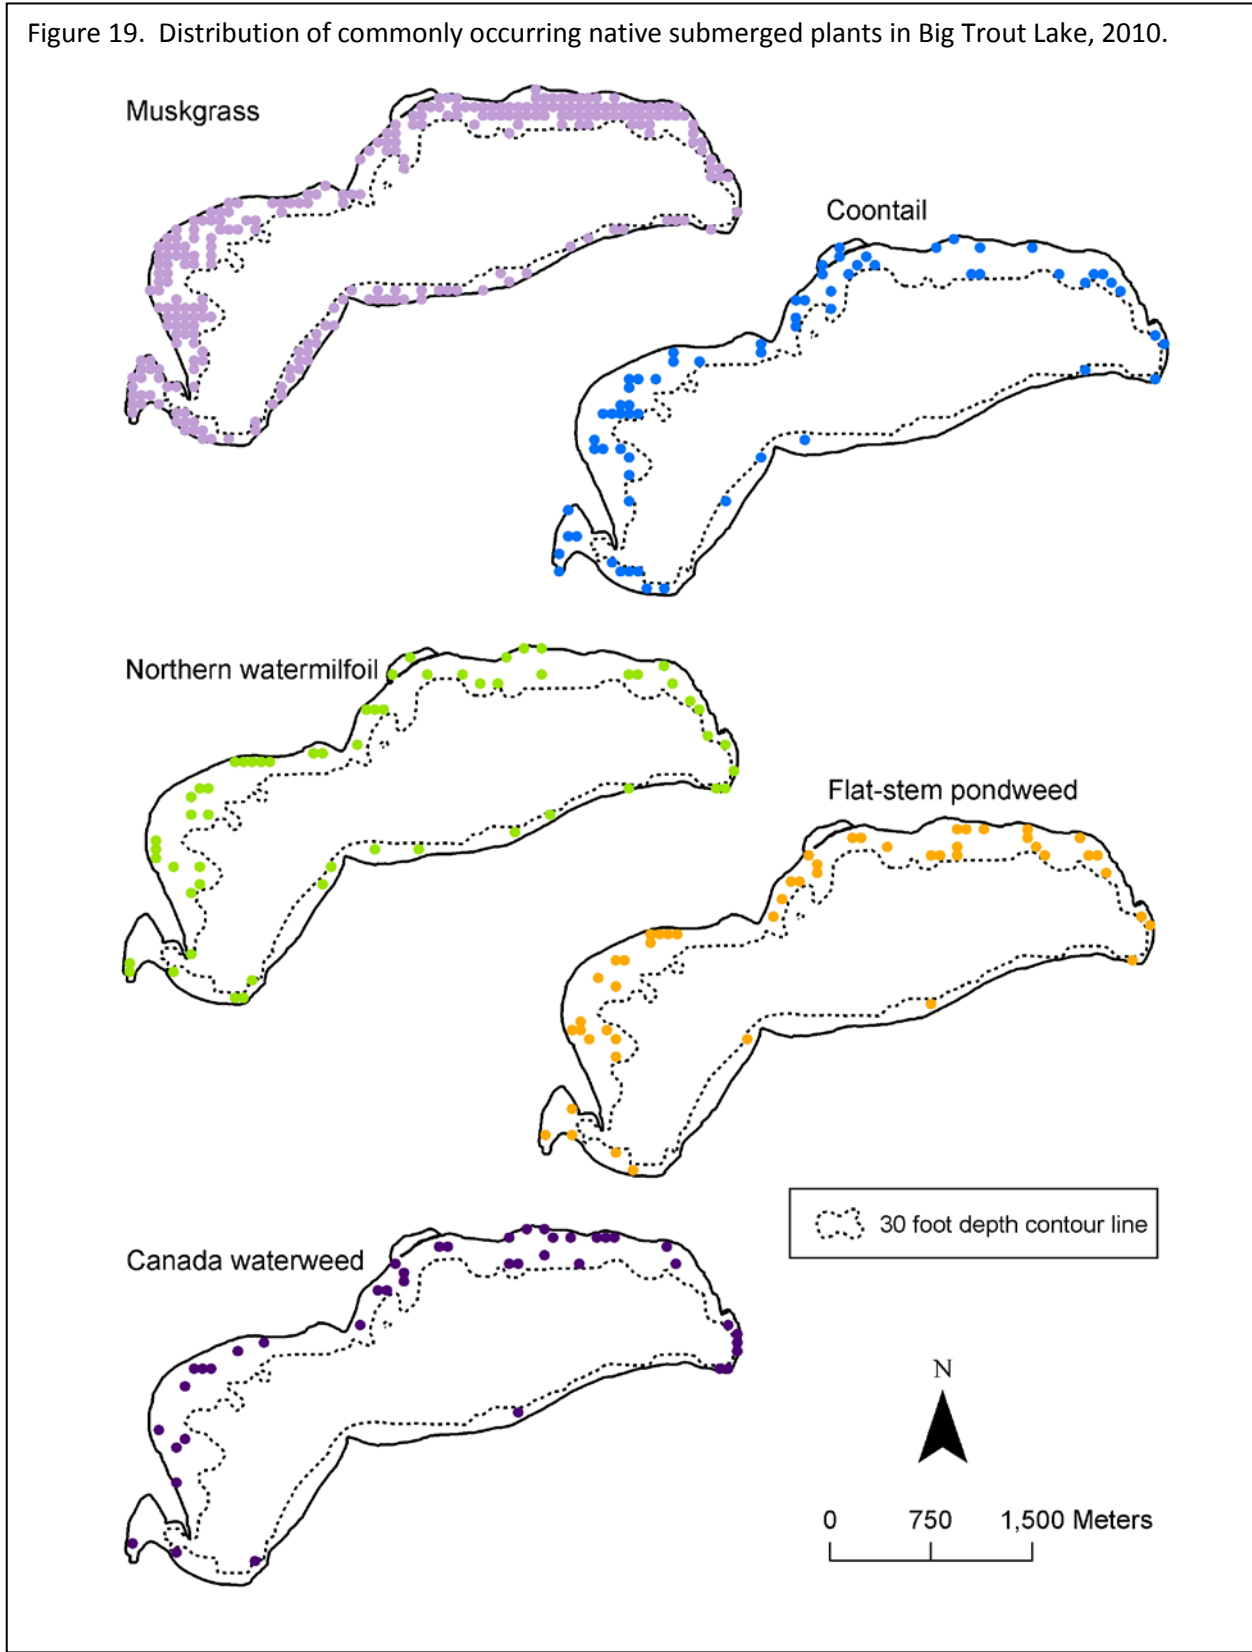 Figure 19.  Distribution of commonly occurring native submerged plants in Big Trout Lake, 2010.
Muskgrass
Coontail
Northern watermilfoil
Flat-stem pondweed
30 foot depth contour line
Canada waterweed
N
0 750 1,500 Meters